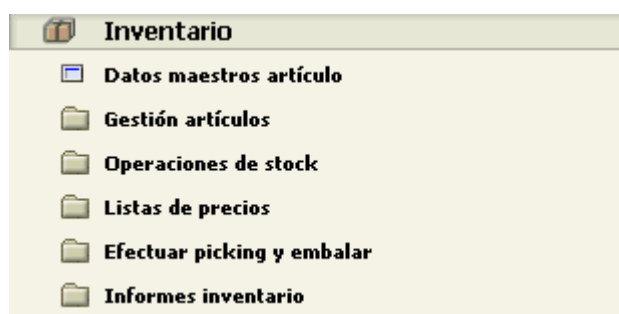 Inventario
Datos maestros artículo
Gestión artículos
Operaciones de stock
Listas de precios
Efectuar picking y embalar
Informes inventario